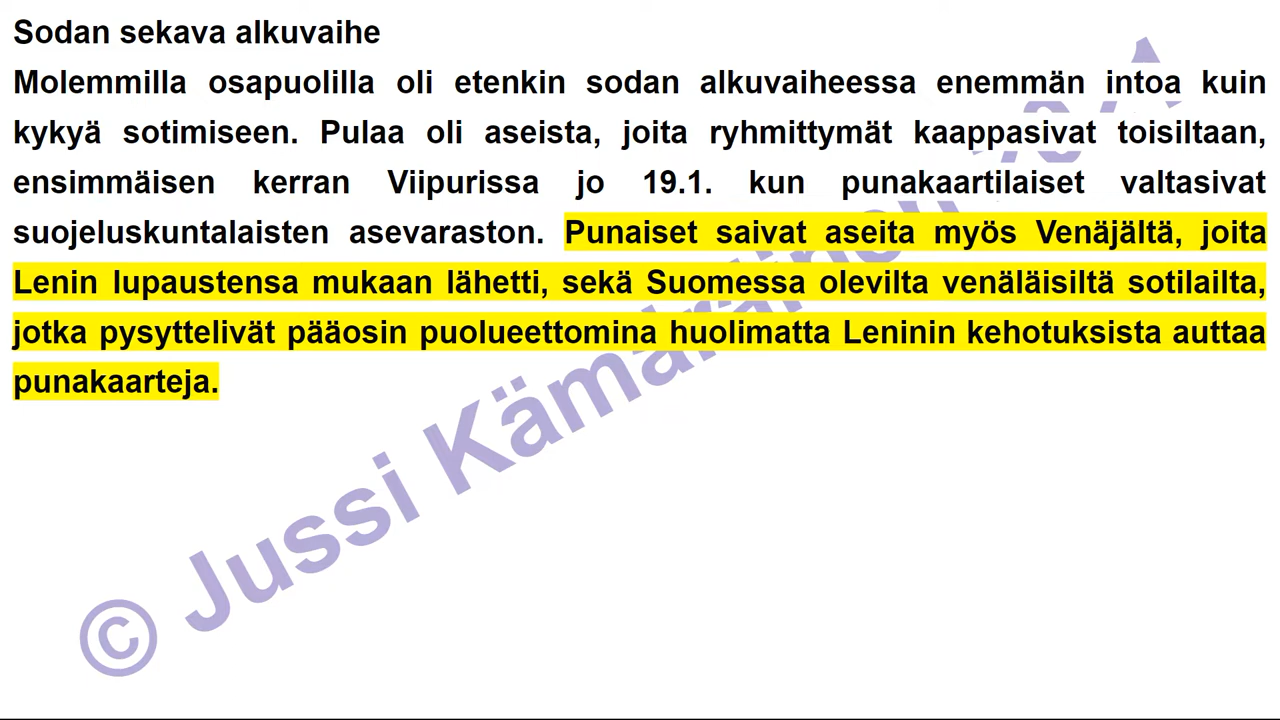 Sodan sekava alkuvaihe
Molemmilla osapuolilla oli etenkin sodan alkuvaiheessa enemmän intoa kuin
kykyä sotimiseen. Pulaa oli aseista, joita ryhmittymät kaappasivat toisiltaan,
ensimmäisen kerran Viipurissa jo 19.1. kun punakaartilaiset valtasivat
suojeluskuntalaisten asevaraston. Punaiset saivat aseita myös Venäjältä, joita
Lenin lupaustensa mukaan lähetti, sekä Suomessa olevilta venäläisiltä sotilailta,
jotka pysyttelivät pääosin puolueettomina huolimatta Leninin kehotuksista auttaa
punakaarteja.
© Jussi Kämäräinen